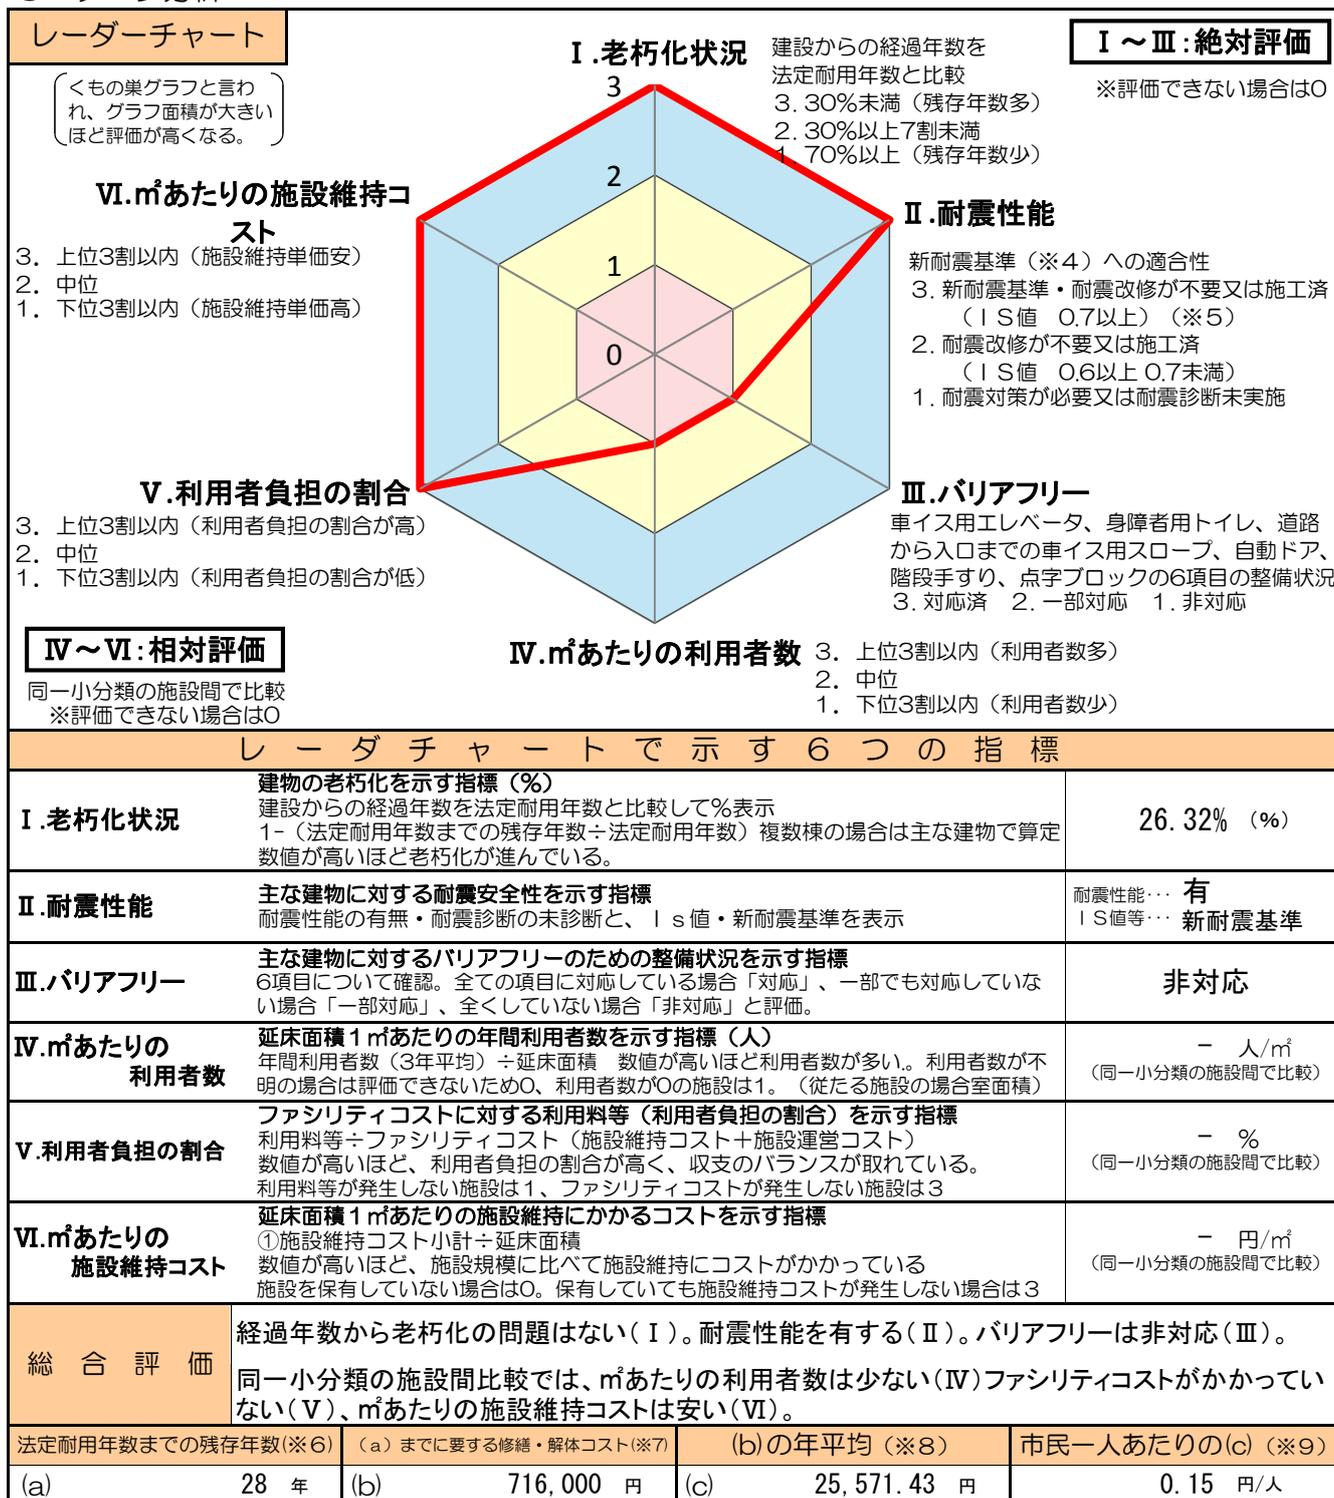 レーダーチャート
くもの巣グラフと言わ
れ、グラフ面積が大きい
ほど評価が高くなる。
Ⅰ～Ⅲ:絶対評価
※評価できない場合は0
Ⅰ.老朽化状況
建設からの経過年数を
法定耐用年数と比較
3. 30%未満（残存年数多）
2. 30%以上7割未満
1. 70%以上（残存年数少）
3
2
1
0
Ⅱ.耐震性能
新耐震基準（※4）への適合性
3. 新耐震基準・耐震改修が不要又は施工済
（ＩＳ値　0.7以上）（※5）
2. 耐震改修が不要又は施工済
（ＩＳ値　0.6以上 0.7未満）
1. 耐震対策が必要又は耐震診断未実施
Ⅲ.バリアフリー
車イス用エレベータ、身障者用トイレ、道路
から入口までの車イス用スロープ、自動ドア、
階段手すり、点字ブロックの6項目の整備状況
3. 対応済　2. 一部対応　1. 非対応
Ⅳ.㎡あたりの利用者数
3.　上位3割以内（利用者数多）
2.　中位
1.　下位3割以内（利用者数少）
Ⅴ.利用者負担の割合
3.　上位3割以内（利用者負担の割合が高）
2.　中位
1.　下位3割以内（利用者負担の割合が低）
Ⅵ.㎡あたりの施設維持コ
スト
3.　上位3割以内（施設維持単価安）
2.　中位
1.　下位3割以内（施設維持単価高）
Ⅳ～Ⅵ:相対評価
同一小分類の施設間で比較
※評価できない場合は0
レーダチャートで示す６つの指標
Ⅰ.老朽化状況
建物の老朽化を示す指標（%）
建設からの経過年数を法定耐用年数と比較して%表示
1-（法定耐用年数までの残存年数÷法定耐用年数）複数棟の場合は主な建物で算定
数値が高いほど老朽化が進んでいる。
26.32%（%）
Ⅱ.耐震性能
主な建物に対する耐震安全性を示す指標
耐震性能の有無・耐震診断の未診断と、Ｉｓ値・新耐震基準を表示
耐震性能･･･ 有
ＩＳ値等･･･ 新耐震基準
Ⅲ.バリアフリー
主な建物に対するバリアフリーのための整備状況を示す指標
6項目について確認。全ての項目に対応している場合「対応」、一部でも対応していな
い場合「一部対応」、全くしていない場合「非対応」と評価。
非対応
Ⅳ.㎡あたりの
利用者数
延床面積１㎡あたりの年間利用者数を示す指標（人）
年間利用者数（3年平均）÷延床面積　数値が高いほど利用者数が多い。利用者数が不
明の場合は評価できないため0、利用者数が0の施設は1。（従たる施設の場合室面積）
－　人/㎡
（同一小分類の施設間で比較）
Ⅴ.利用者負担の割合
ファシリティコストに対する利用料等（利用者負担の割合）を示す指標
利用料等÷ファシリティコスト（施設維持コスト＋施設運営コスト）
数値が高いほど、利用者負担の割合が高く、収支のバランスが取れている。
利用料等が発生しない施設は１、ファシリティコストが発生しない施設は３
－　%
（同一小分類の施設間で比較）
Ⅵ.㎡あたりの
施設維持コスト
延床面積１㎡あたりの施設維持にかかるコストを示す指標
①施設維持コスト小計÷延床面積
数値が高いほど、施設規模に比べて施設維持にコストがかかっている
施設を保有していない場合は0。保有していても施設維持コストが発生しない場合は３
－　円/㎡
（同一小分類の施設間で比較）
総合評価
経過年数から老朽化の問題はない(Ⅰ)。耐震性能を有する(Ⅱ)。バリアフリーは非対応(Ⅲ)。
同一小分類の施設間比較では、㎡あたりの利用者数は少ない(Ⅳ)ファシリティコストがかかってい
ない(Ⅴ)、㎡あたりの施設維持コストは安い(Ⅵ)。
法定耐用年数までの残存年数(※6)
（ａ）までに要する修繕・解体コスト(※7)
(b)の年平均（※8）
市民一人あたりの(c)（※9）
(a)　28　年
(b)　716,000　円
(c)　25,571.43　円
0.15　円/人